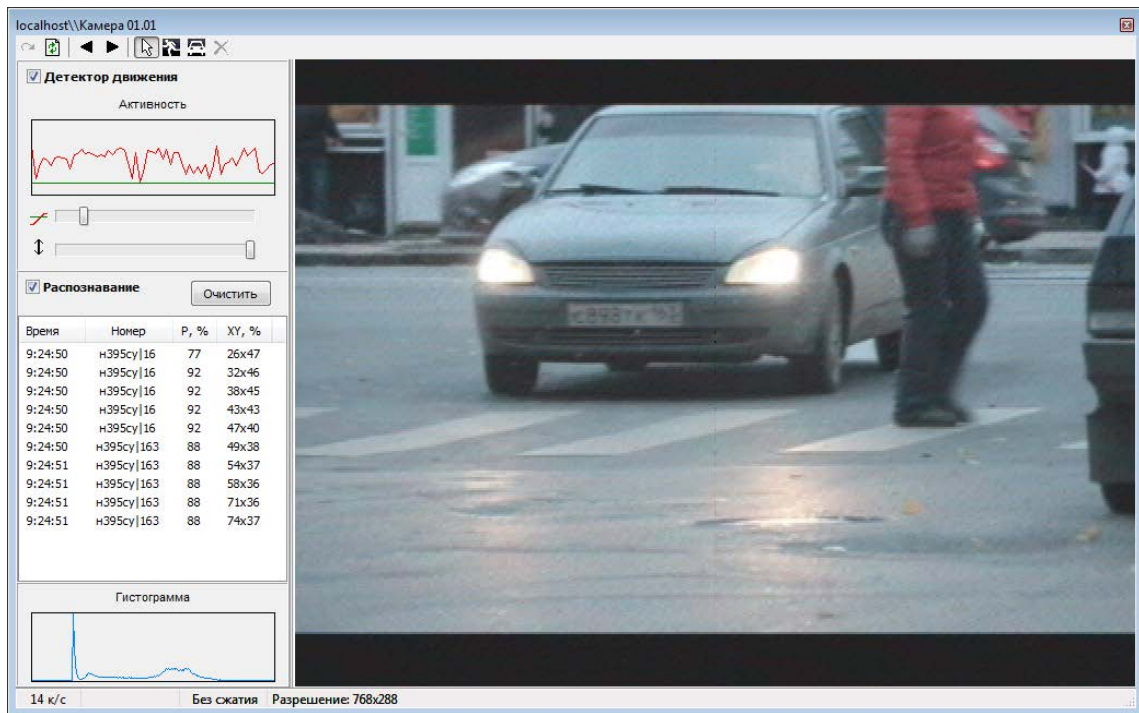 localhost\\Камера 01.01
Детектор движения
Активность
Распознавание
Очистить
Время Номер P, % XY, %
9:24:50 н395су|16 77 26x47
9:24:50 н395су|16 92 32x46
9:24:50 н395су|16 92 38x45
9:24:50 н395су|16 92 43x43
9:24:50 н395су|16 92 47x40
9:24:50 н395су|163 88 49x38
9:24:51 н395су|163 88 54x37
9:24:51 н395су|163 88 58x36
9:24:51 н395су|163 88 71x36
9:24:51 н395су|163 88 74x37
Гистограмма
14 к/с Без сжатия Разрешение: 768x288